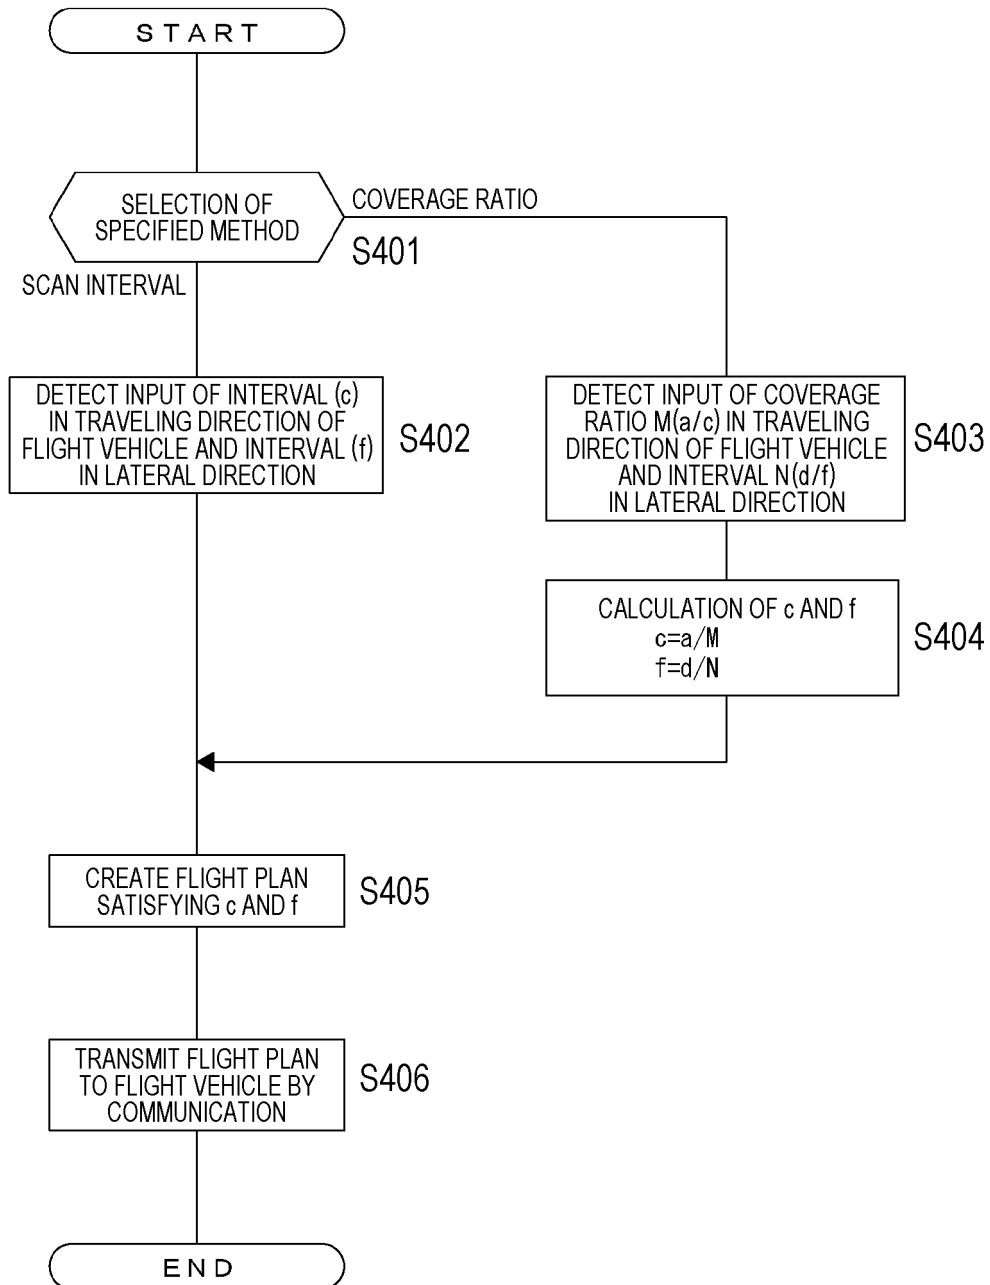 START
SELECTION OF
SPECIFIED METHOD
COVERAGE RATIO
S401
SCAN INTERVAL
DETECT INPUT OF INTERVAL (c)
IN TRAVELING DIRECTION OF
FLIGHT VEHICLE AND INTERVAL (f)
IN LATERAL DIRECTION
S402
DETECT INPUT OF COVERAGE
RATIO M(a/c) IN TRAVELING
DIRECTION OF FLIGHT VEHICLE
AND INTERVAL N(d/f)
IN LATERAL DIRECTION
S403
CALCULATION OF c AND f
c=a/M
f=d/N
S404
CREATE FLIGHT PLAN
SATISFYING c AND f
S405
TRANSMIT FLIGHT PLAN
TO FLIGHT VEHICLE BY
COMMUNICATION
S406
END